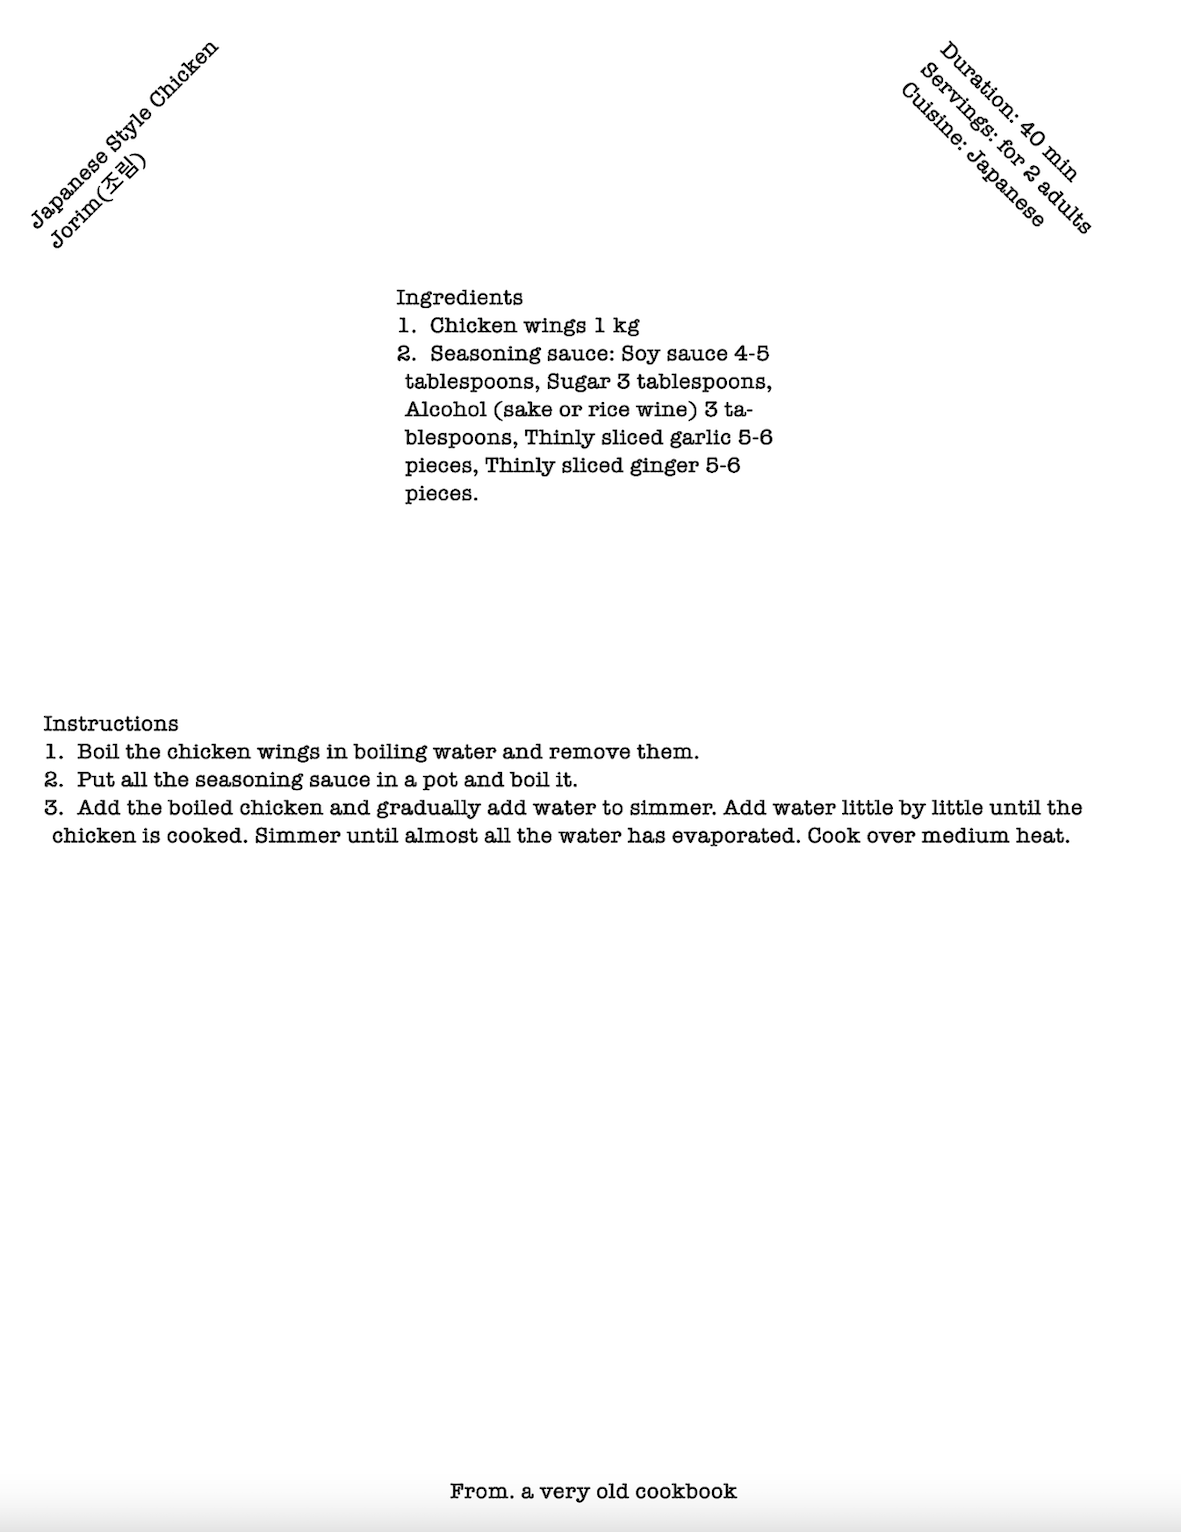 Japanese Style Chicken
Jorim(조림)
Duration: 40 min
Servings: for 2 adults
Cuisine: Japanese
Ingredients
1. Chicken wings 1 kg
2. Seasoning sauce: Soy sauce 4-5
tablespoons, Sugar 3 tablespoons,
Alcohol (sake or rice wine) 3 ta-
blespoons, Thinly sliced garlic 5-6
pieces, Thinly sliced ginger 5-6
pieces.
Instructions
1. Boil the chicken wings in boiling water and remove them.
2. Put all the seasoning sauce in a pot and boil it.
3. Add the boiled chicken and gradually add water to simmer. Add water little by little until the
chicken is cooked. Simmer until almost all the water has evaporated. Cook over medium heat.
From. a very old cookbook